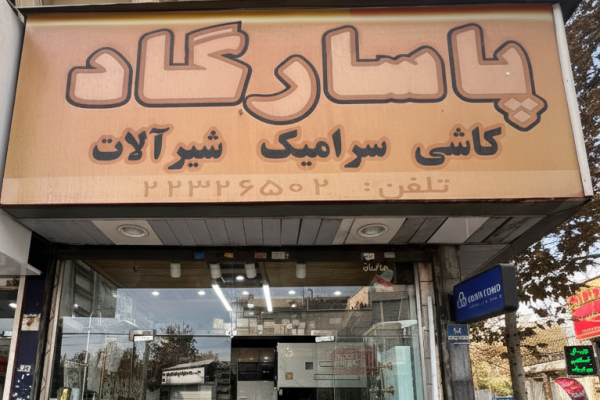 پاسارگاد
کاشی سرامیک شیرآلات
تلفن: ۲۲۳۲۶۵۰۲